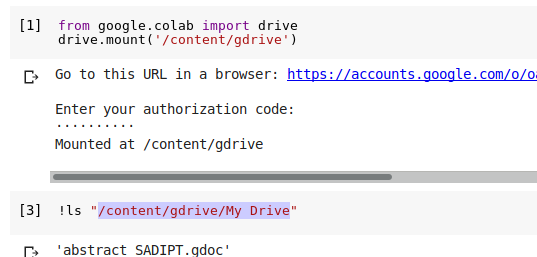 [1] from google.colab import drive
drive.mount('/content/gdrive')
Go to this URL in a browser: https://accounts.google.com/o/oa
Enter your authorization code:
··········
Mounted at /content/gdrive
[3] !ls "/content/gdrive/My Drive"
'abstract SADIPT.gdoc'